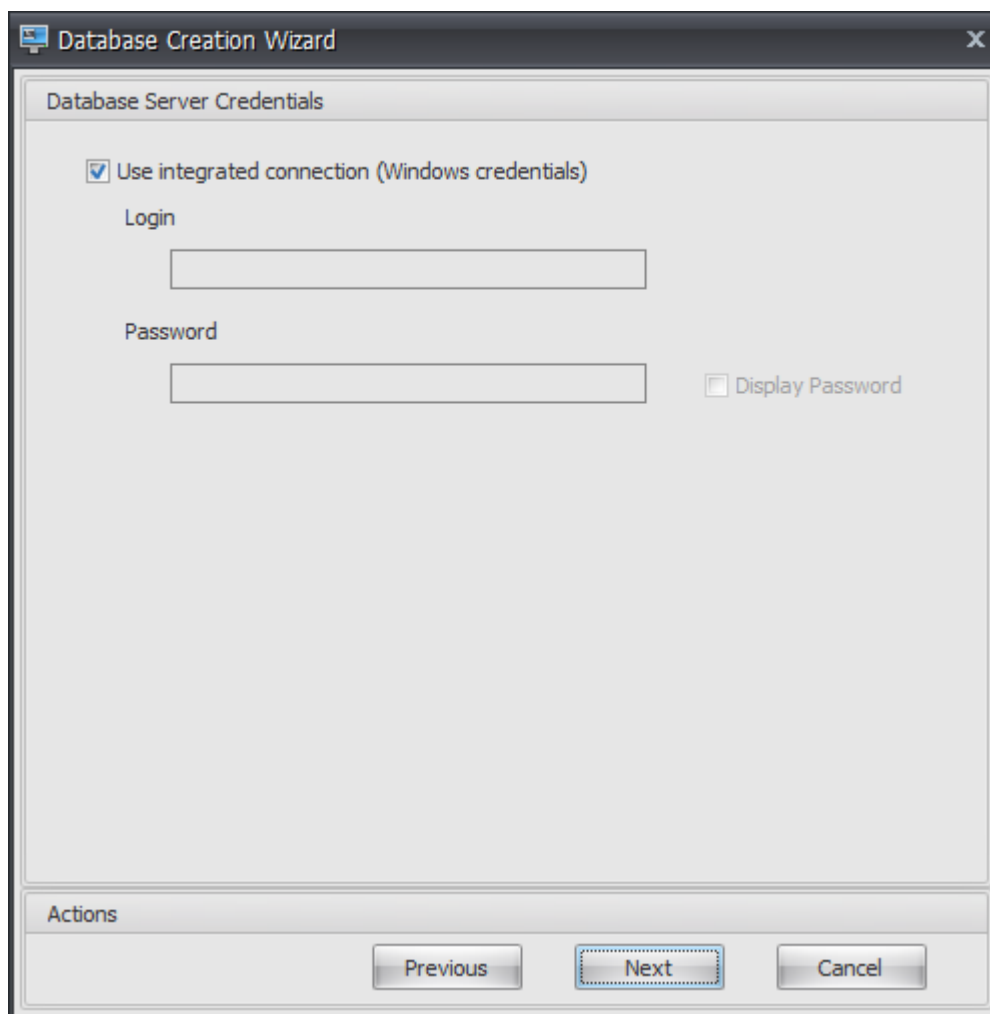 Database Creation Wizard
Database Server Credentials
Use integrated connection (Windows credentials)
Login
Password
Display Password
Actions
Previous Next Cancel